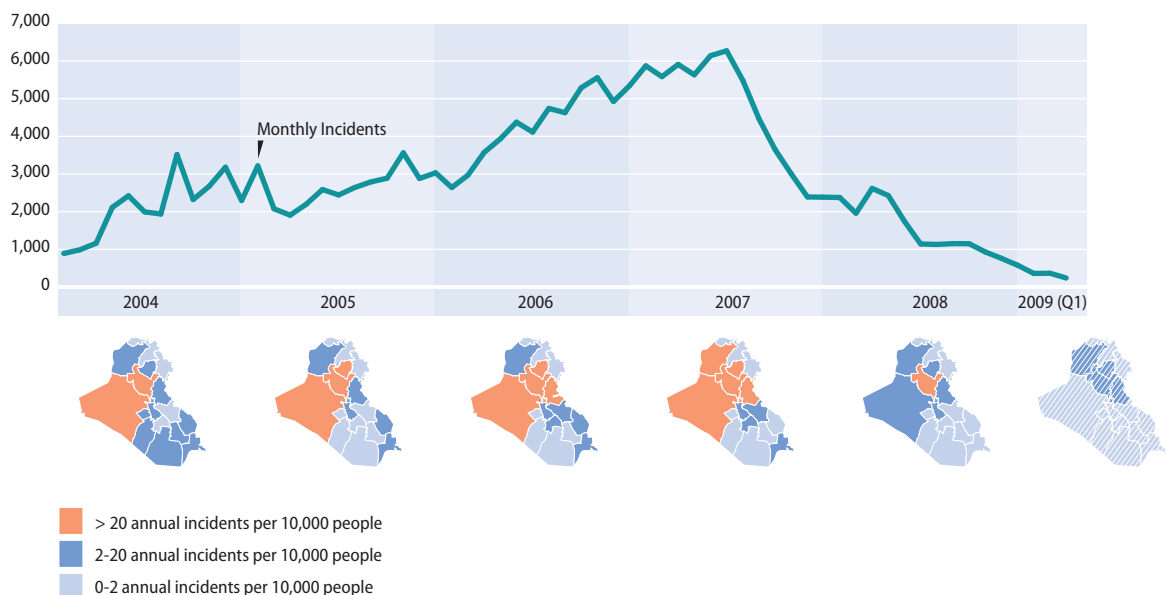 7,000
6,000
5,000
4,000
3,000
2,000
1,000
0
Monthly Incidents
2004 2005 2006 2007 2008 2009 (Q1)
> 20 annual incidents per 10,000 people
2-20 annual incidents per 10,000 people
0-2 annual incidents per 10,000 people